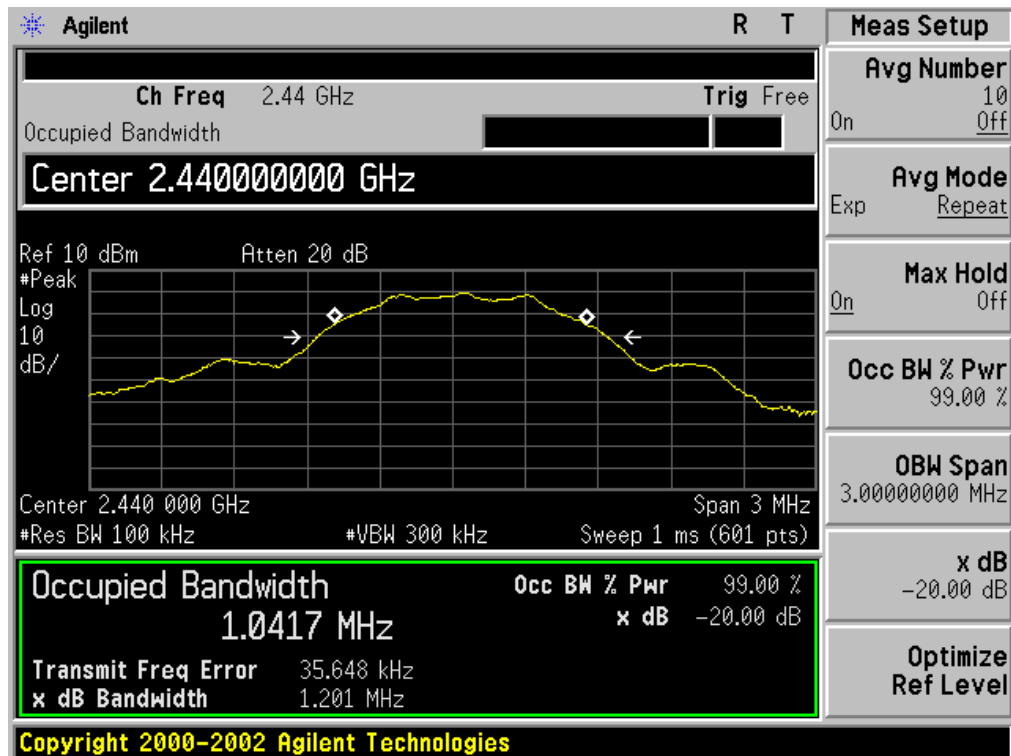 Agilent R T Meas Setup
Avg Number
10
On Off
Ch Freq 2.44 GHz Trig Free
Occupied Bandwidth
Center 2.440000000 GHz
Avg Mode
Exp Repeat
Ref 10 dBm Atten 20 dB
#Peak
Log
10
dB/
Max Hold
On Off
Occ BW % Pwr
99.00 %
OBW Span
3.00000000 MHz
Center 2.440 000 GHz Span 3 MHz
#Res BW 100 kHz #VBW 300 kHz Sweep 1 ms (601 pts)
x dB
-20.00 dB
Occupied Bandwidth Occ BW % Pwr 99.00 %
1.0417 MHz x dB -20.00 dB
Transmit Freq Error 35.648 kHz
x dB Bandwidth 1.201 MHz
Optimize
Ref Level
Copyright 2000-2002 Agilent Technologies